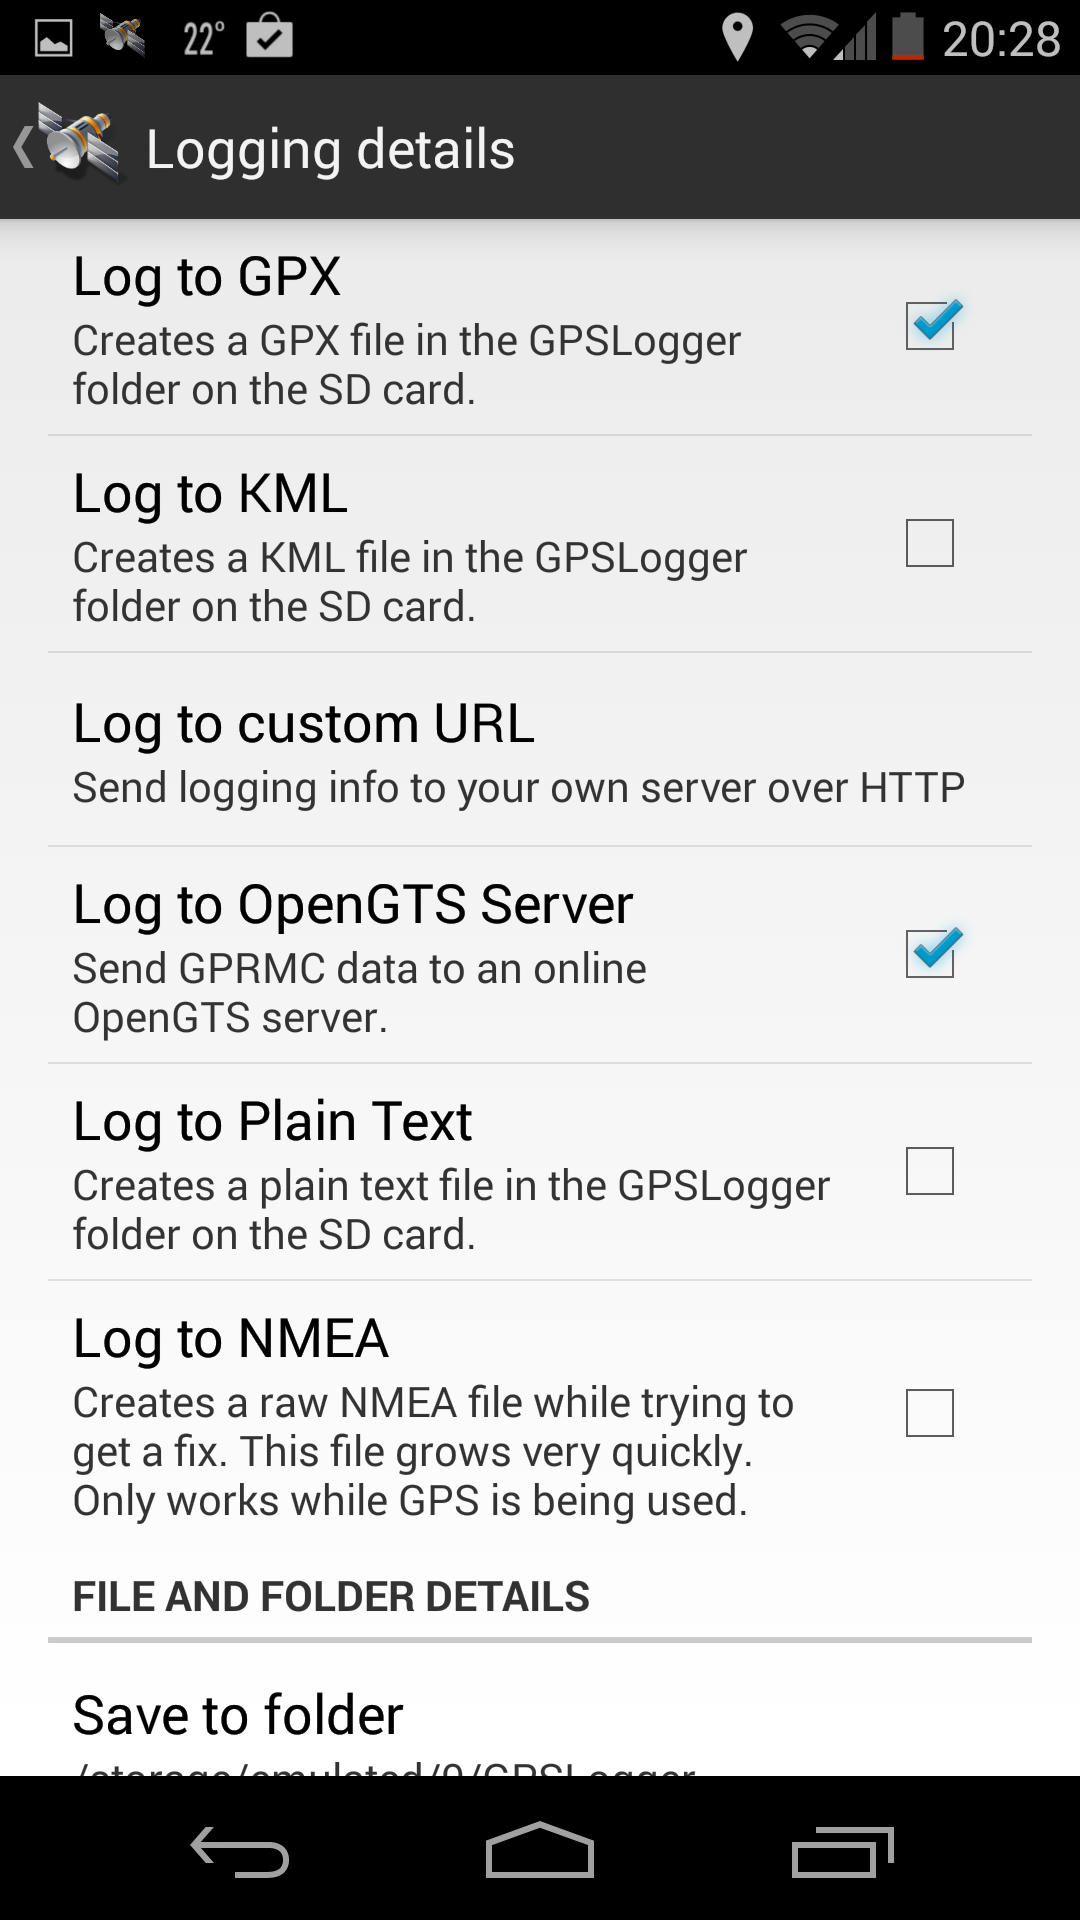 22°
20:28
Logging details
Log to GPX
Creates a GPX file in the GPSLogger
folder on the SD card.
Log to KML
Creates a KML file in the GPSLogger
folder on the SD card.
Log to custom URL
Send logging info to your own server over HTTP
Log to OpenGTS Server
Send GPRMC data to an online
OpenGTS server.
Log to Plain Text
Creates a plain text file in the GPSLogger
folder on the SD card.
Log to NMEA
Creates a raw NMEA file while trying to
get a fix. This file grows very quickly.
Only works while GPS is being used.
FILE AND FOLDER DETAILS
Save to folder
/storage/emulated/0/GPSLogger